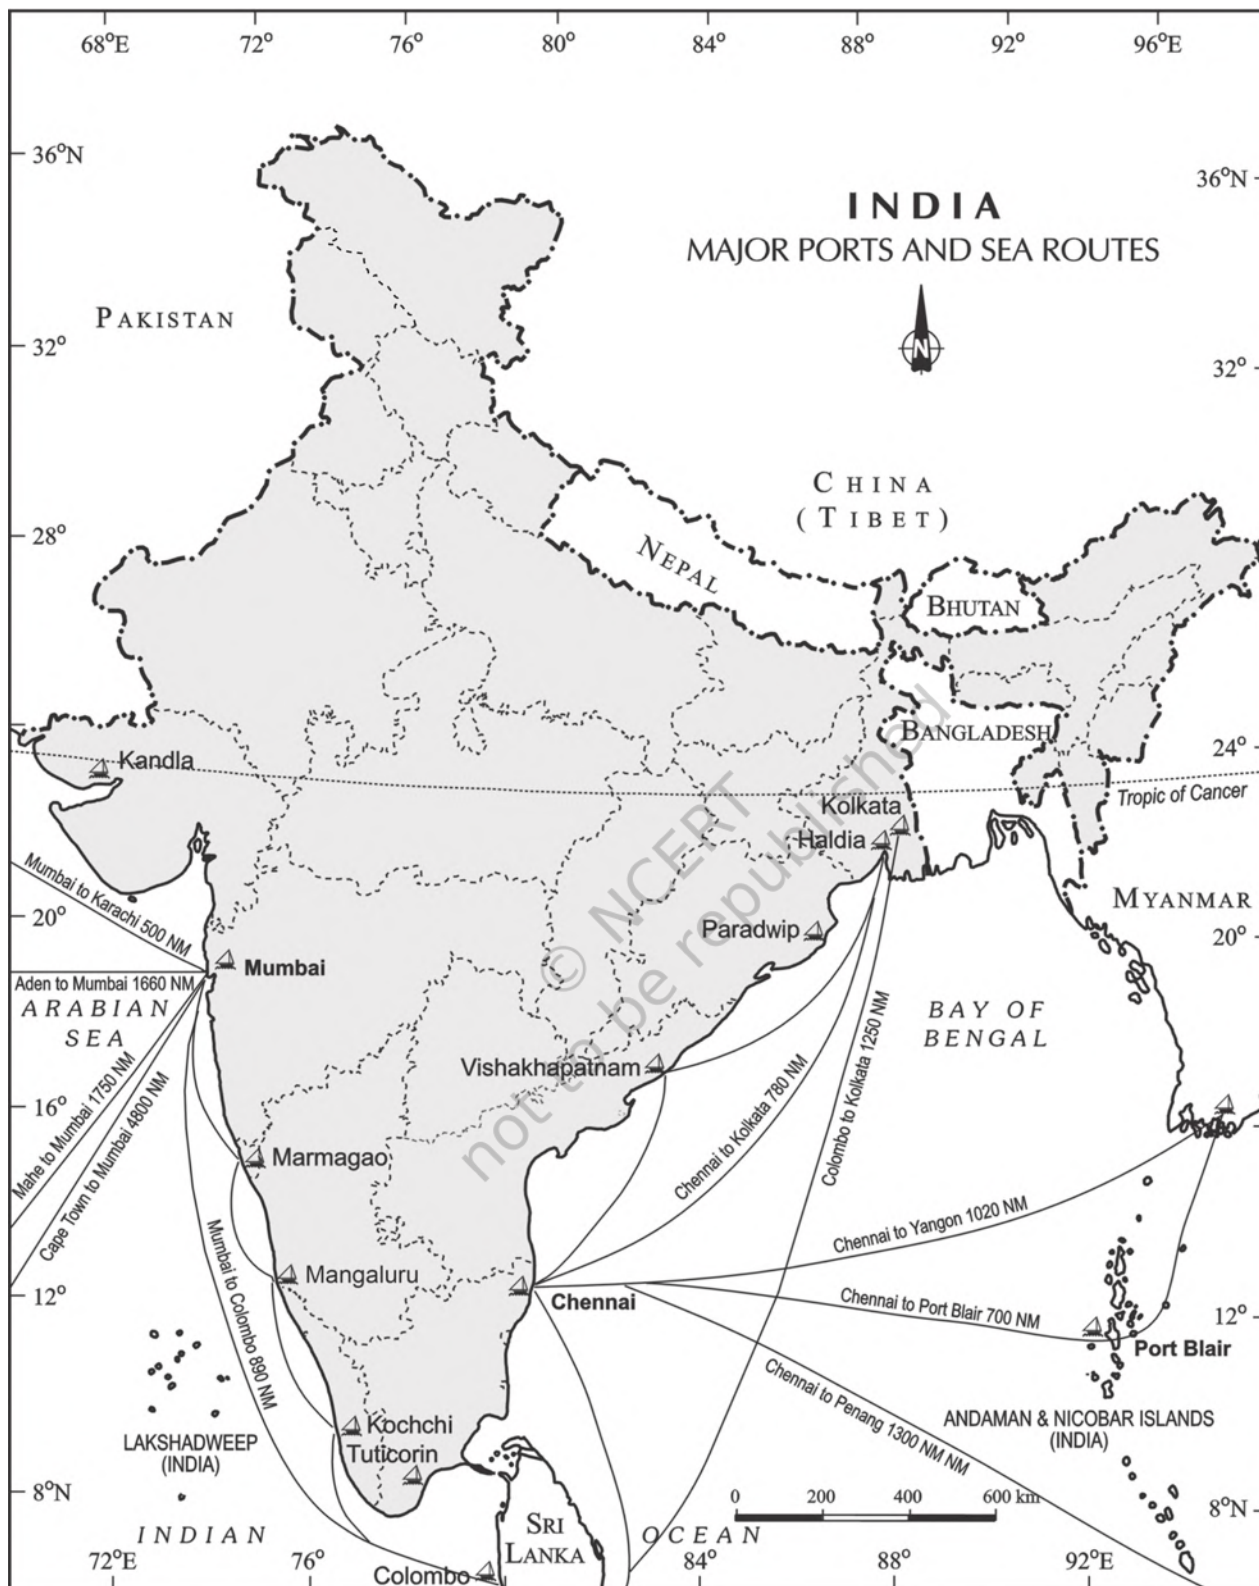 68°E 72° 76° 80° 84° 88° 92° 96°E
36°N
36°N
INDIA
MAJOR PORTS AND SEA ROUTES
N
PAKISTAN
32°
32°
CHINA
(TIBET)
28°
28°
NEPAL
BHUTAN
BANGLADESH
24°
Kandla
Tropic of Cancer
Kolkata
Haldia
MYANMAR
20°
20°
Paradwip
Mumbai to Karachi 500 NM
Mumbai
Aden to Mumbai 1660 NM
ARABIAN
SEA
BAY OF
BENGAL
© NCERT
not to be republished
Vishakhapatnam
Mahe to Mumbai 1750 NM
Cape Town to Mumbai 4800 NM
16°
Chennai to Kolkata 780 NM
Colombo to Kolkata 1250 NM
Marmagao
Mumbai to Colombo 890 NM
Chennai to Yangon 1020 NM
Mangaluru
Chennai
Chennai to Port Blair 700 NM
12°
12°
Port Blair
Chennai to Penang 1300 NM NM
Kochchi
Tuticorin
LAKSHADWEEP
(INDIA)
ANDAMAN & NICOBAR ISLANDS
(INDIA)
8°N
8°N
0 200 400 600 km
INDIAN OCEAN
SRI
LANKA
Colombo
72°E 76° 84° 88° 92°E